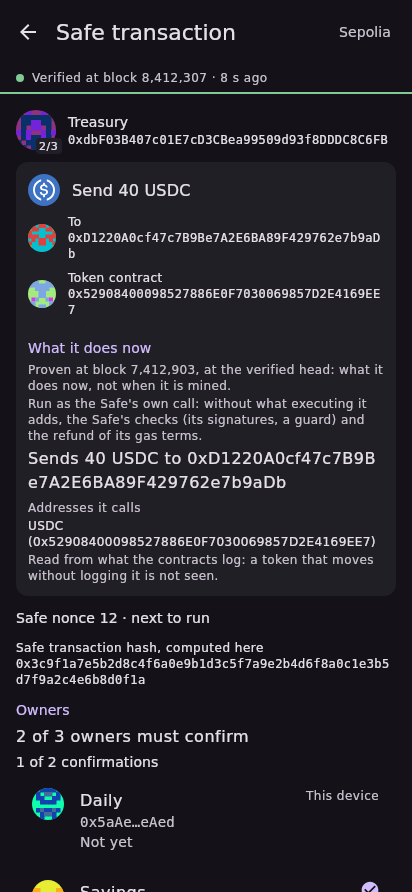 Safe transaction
Sepolia
Verified at block 8,412,307 · 8 s ago
Treasury
0xdbF03B407c01E7cD3CBea99509d93f8DDDC8C6FB
2/3
Send 40 USDC
To
0xD1220A0cf47c7B9Be7A2E6BA89F429762e7b9aD
b
Token contract
0x52908400098527886E0F7030069857D2E4169EE
7
What it does now
Proven at block 7,412,903, at the verified head: what it
does now, not when it is mined.
Run as the Safe's own call: without what executing it
adds, the Safe's checks (its signatures, a guard) and
the refund of its gas terms.
Sends 40 USDC to 0xD1220A0cf47c7B9B
e7A2E6BA89F429762e7b9aDb
Addresses it calls
USDC
(0x52908400098527886E0F7030069857D2E4169EE7)
Read from what the contracts log: a token that moves
without logging it is not seen.
Safe nonce 12 · next to run
Safe transaction hash, computed here
0x3c9f1a7e5b2d8c4f6a0e9b1d3c5f7a9e2b4d6f8a0c1e3b5
d7f9a2c4e6b8d0f1a
Owners
2 of 3 owners must confirm
1 of 2 confirmations
Daily
This device
0x5aAe…eAed
Not yet
Savings